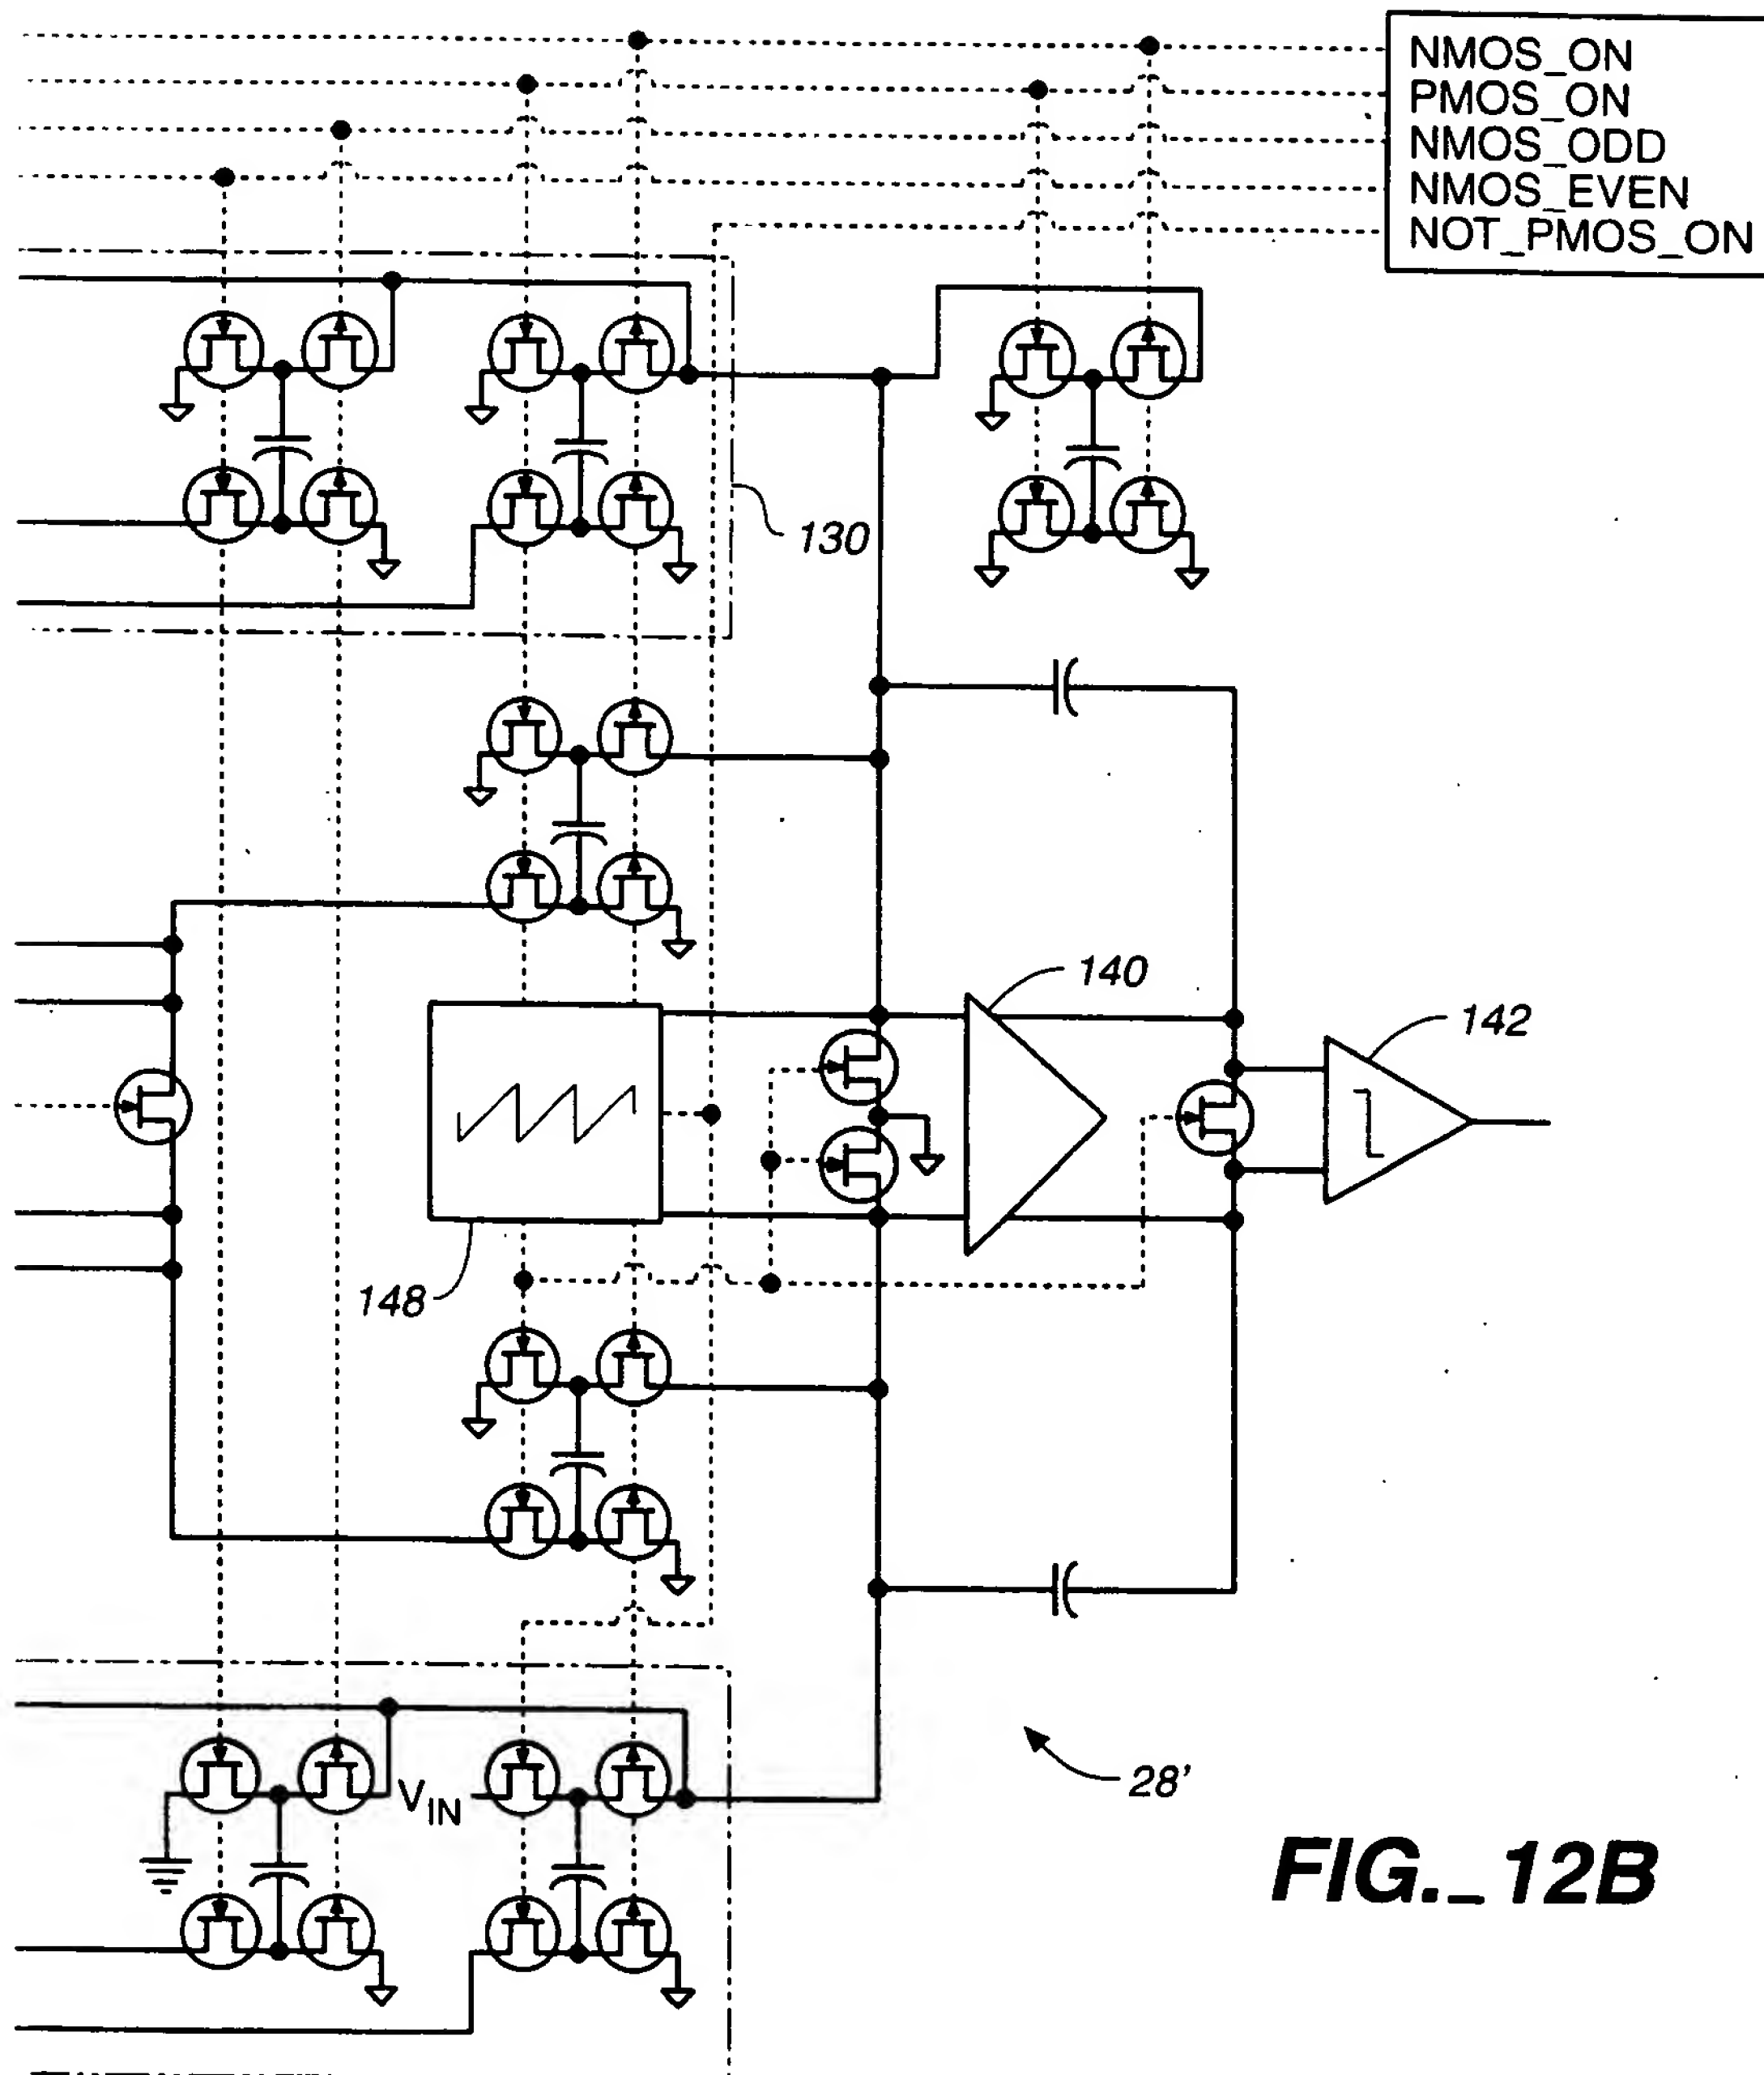 NMOS_ON
PMOS_ON
NMOS_ODD
NMOS_EVEN
NOT_PMOS_ON
130
140
142
148
VIN
28'
FIG._12B